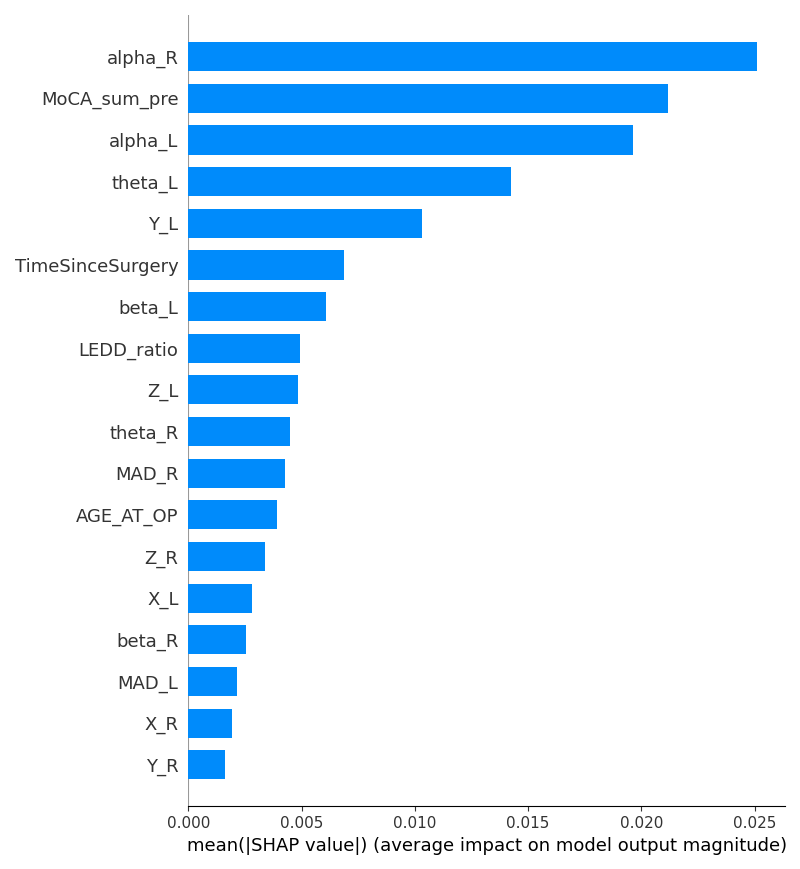 alpha_R
MoCA_sum_pre
alpha_L
theta_L
Y_L
TimeSinceSurgery
beta_L
LEDD_ratio
Z_L
theta_R
MAD_R
AGE_AT_OP
Z_R
X_L
beta_R
MAD_L
X_R
Y_R
0.000 0.005 0.010 0.015 0.020 0.025
mean(|SHAP value|) (average impact on model output magnitude)